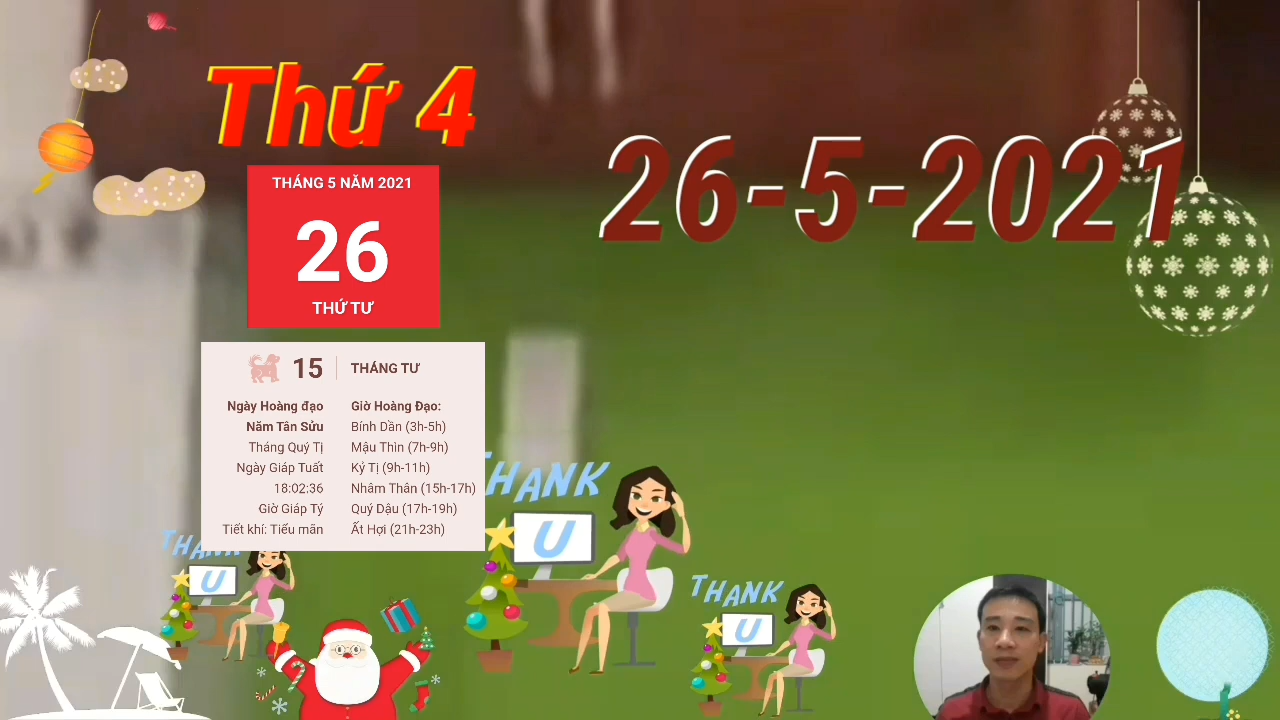 Thứ 4
26-5-2021
THÁNG 5 NĂM 2021
26
THỨ TƯ
15
THÁNG TƯ
Ngày Hoàng đạo
Năm Tân Sửu
Tháng Quý Tị
Ngày Giáp Tuất
18:02:36
Giờ Giáp Tý
Tiết khí: Tiểu mãn
Giờ Hoàng Đạo:
Bính Dần (3h-5h)
Mậu Thìn (7h-9h)
Kỷ Tị (9h-11h)
Nhâm Thân (15h-17h)
Quý Dậu (17h-19h)
Ất Hợi (21h-23h)
THANK
U
THANK
U
THANK
U